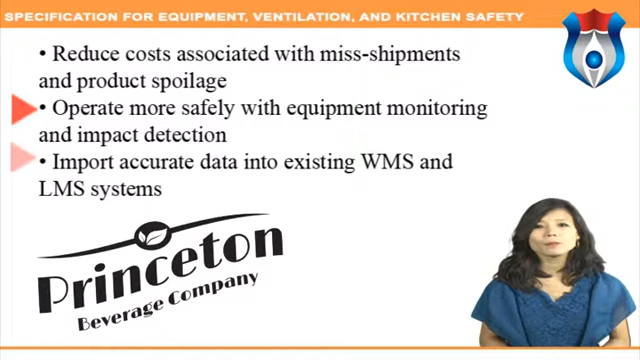 SPECIFICATION FOR EQUIPMENT, VENTILATION, AND KITCHEN SAFETY
• Reduce costs associated with miss-shipments
and product spoilage
• Operate more safely with equipment monitoring
and impact detection
• Import accurate data into existing WMS and
LMS systems
Princeton
Beverage Company